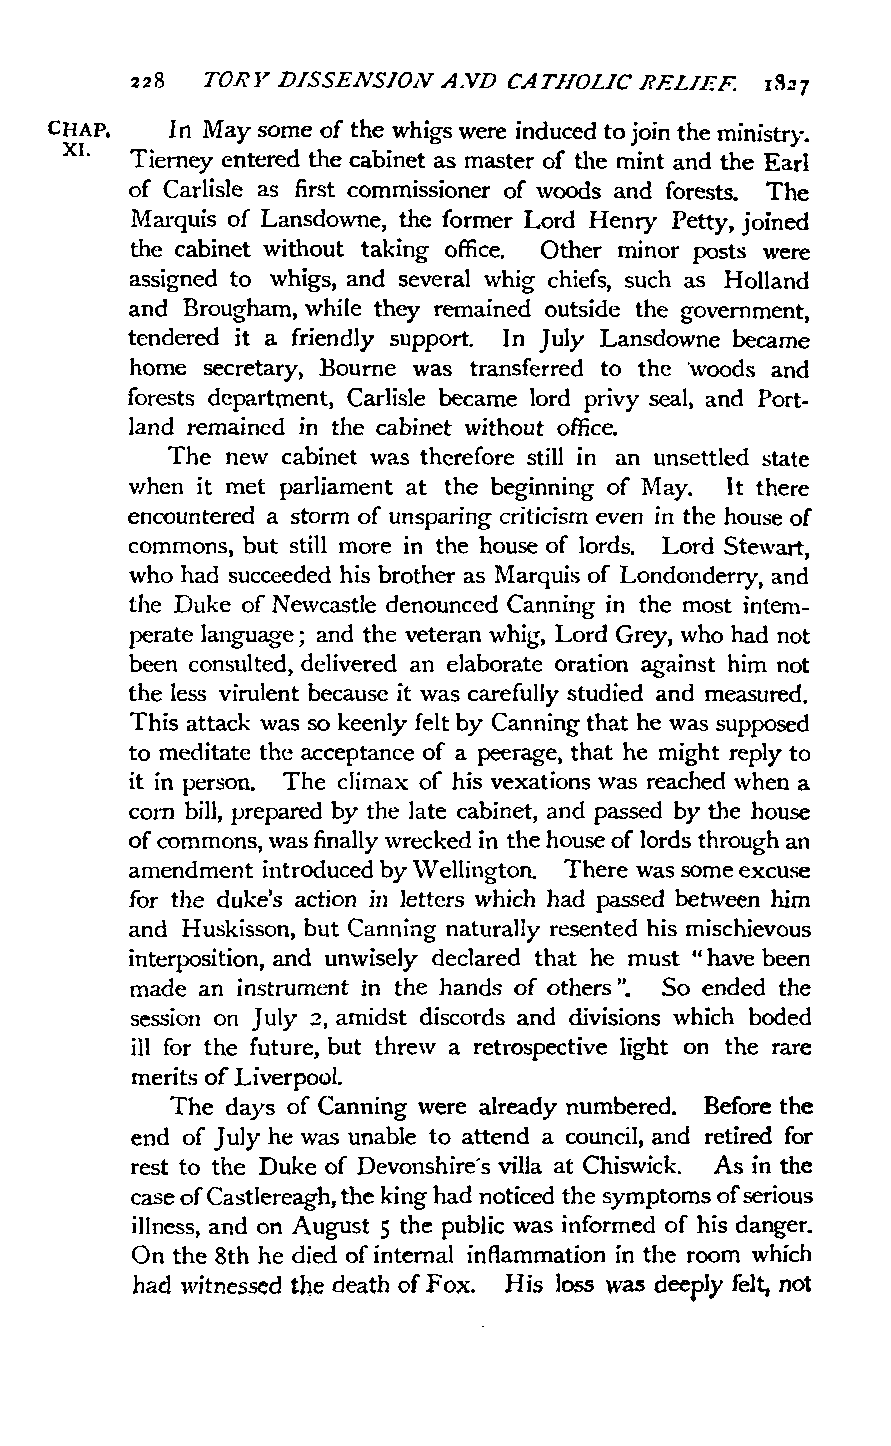 228 TORY DISSENSION AND CATHOLIC RELIEF. 1827
CHAP. XI.
In May some of the whigs were induced to join the ministry.
Tierney entered the cabinet as master of the mint and the Earl
of Carlisle as first commissioner of woods and forests. The
Marquis of Lansdowne, the former Lord Henry Petty, joined
the cabinet without taking office. Other minor posts were
assigned to whigs, and several whig chiefs, such as Holland
and Brougham, while they remained outside the government,
tendered it a friendly support. In July Lansdowne became
home secretary, Bourne was transferred to the woods and
forests department, Carlisle became lord privy seal, and Port-
land remained in the cabinet without office.
The new cabinet was therefore still in an unsettled state
when it met parliament at the beginning of May. It there
encountered a storm of unsparing criticism even in the house of
commons, but still more in the house of lords. Lord Stewart,
who had succeeded his brother as Marquis of Londonderry, and
the Duke of Newcastle denounced Canning in the most intem-
perate language; and the veteran whig, Lord Grey, who had not
been consulted, delivered an elaborate oration against him not
the less virulent because it was carefully studied and measured.
This attack was so keenly felt by Canning that he was supposed
to meditate the acceptance of a peerage, that he might reply to
it in person. The climax of his vexations was reached when a
corn bill, prepared by the late cabinet, and passed by the house
of commons, was finally wrecked in the house of lords through an
amendment introduced by Wellington. There was some excuse
for the duke's action in letters which had passed between him
and Huskisson, but Canning naturally resented his mischievous
interposition, and unwisely declared that he must "have been
made an instrument in the hands of others". So ended the
session on July 2, amidst discords and divisions which boded
ill for the future, but threw a retrospective light on the rare
merits of Liverpool.
The days of Canning were already numbered. Before the
end of July he was unable to attend a council, and retired for
rest to the Duke of Devonshire's villa at Chiswick. As in the
case of Castlereagh, the king had noticed the symptoms of serious
illness, and on August 5 the public was informed of his danger.
On the 8th he died of internal inflammation in the room which
had witnessed the death of Fox. His loss was deeply felt, not